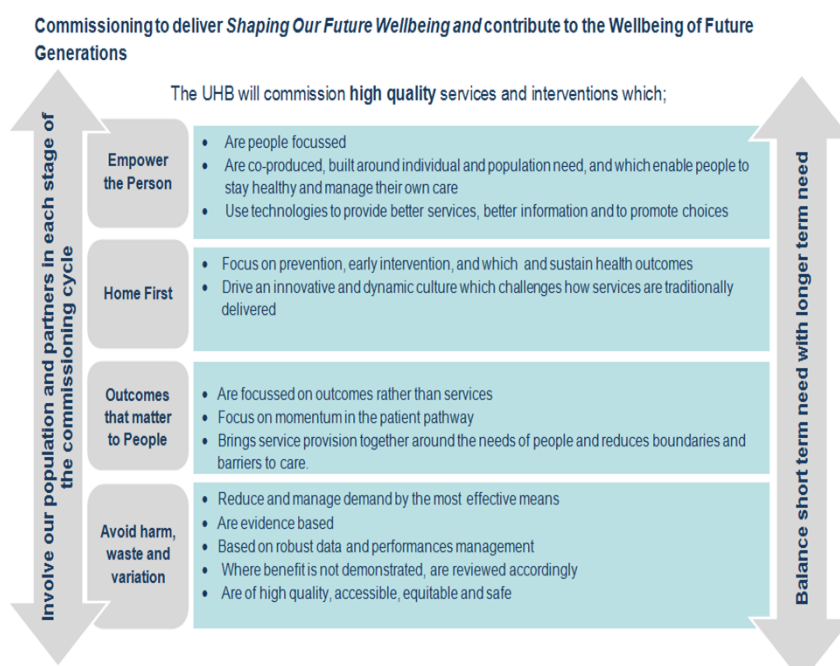 Commissioning to deliver Shaping Our Future Wellbeing and contribute to the Wellbeing of Future
Generations
The UHB will commission high quality services and interventions which;
Involve our population and partners in each stage of
the commissioning cycle
Empower
the Person
• Are people focussed
• Are co-produced, built around individual and population need, and which enable people to
stay healthy and manage their own care
• Use technologies to provide better services, better information and to promote choices
Home First
• Focus on prevention, early intervention, and which and sustain health outcomes
• Drive an innovative and dynamic culture which challenges how services are traditionally
delivered
Outcomes
that matter
to People
• Are focussed on outcomes rather than services
• Focus on momentum in the patient pathway
• Brings service provision together around the needs of people and reduces boundaries and
barriers to care.
Avoid harm,
waste and
variation
• Reduce and manage demand by the most effective means
• Are evidence based
• Based on robust data and performances management
• Where benefit is not demonstrated, are reviewed accordingly
• Are of high quality, accessible, equitable and safe
Balance short term need with longer term need